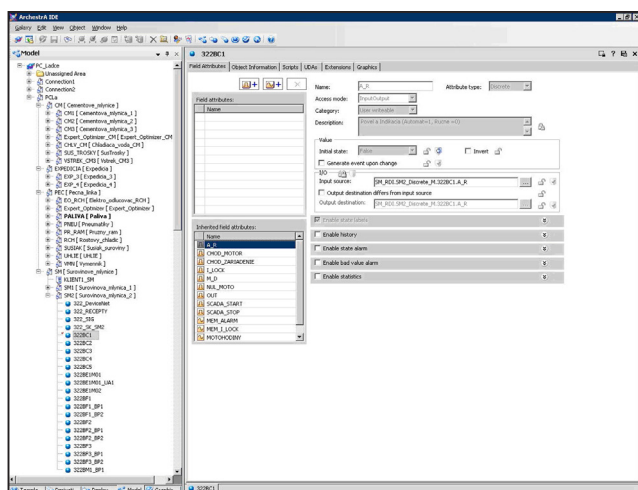 ArchestrA IDE
Galaxy Edit View Object Window Help
Model
PC_Ladce
Unassigned Area
Connection1
Connection2
PCLa
CM [ Cementove_mlynice ]
CM1 [ Cementova_mlynica_1 ]
CM2 [ Cementova_mlynica_2 ]
CM3 [ Cementova_mlynica_3 ]
Expert_Optimizer_CM [ Expert_Optimizer_CM
CHLV_CM [ Chladiaca_voda_CM ]
SUS_TROSKY [ SusTrosky ]
VSTREK_CM3 [ Vstrek_CM3 ]
EXPEDICIA [ Expedicia ]
EXP_3 [ Expedicia_3 ]
EXP_4 [ Expedicia_4 ]
PEC [ Pecna_linka ]
EO_RCH [ Elektro_odlucovac_RCH ]
Expert_Optimizer [ Expert_Optimizer ]
PALIVA [ Paliva ]
PNEU [ Pneumatiky ]
PR_RAM [ Pruzny_ram ]
RCH [ Rostovy_chladic ]
SUSIAK [ Susiak_suroviny ]
UHLIE [ UHLIE ]
VMN [ Vymennik ]
SM [ Surovinove_mlynice ]
KLIENT1_SM
SM1 [ Surovinova_mlynica_1 ]
SM2 [ Surovinova_mlynica_2 ]
322_DeviceNet
322_RECEPTY
322_SIG
322_SK_SM2
322BC1
322BC2
322BC3
322BC4
322BC5
322BE1M01
322BE1M01_UA1
322BE1M02
322BF1
322BF1_BP1
322BF1_BP2
322BF2
322BF2_BP1
322BF2_BP2
322BF3
322BF3_BP1
322BF3_BP2
322BM1_BP1
322BC1
Field Attributes Object Information Scripts UDAs Extensions Graphics
Field attributes:
Name
Inherited field attributes:
Name
A_R
CHOD_MOTOR
CHOD_ZARIADENIE
I_LOCK
M_D
NUL_MOTO
OUT
SCADA_START
SCADA_STOP
MEM_ALARM
MEM_I_LOCK
MOTOHODINY
Name: A_R Attribute type: Discrete
Access mode: InputOutput
Category: User writeable
Description:
Value
Initial state: False Invert
Generate event upon change
I/O
Input source: SM_RDI.SM2_Discrete_M.322BC1.A_R
Output destination differs from input source
Output destination: SM_RDI.SM2_Discrete_M.322BC1.A_R
Enable state labels
Enable history
Enable state alarm
Enable bad value alarm
Enable statistics
322BC1